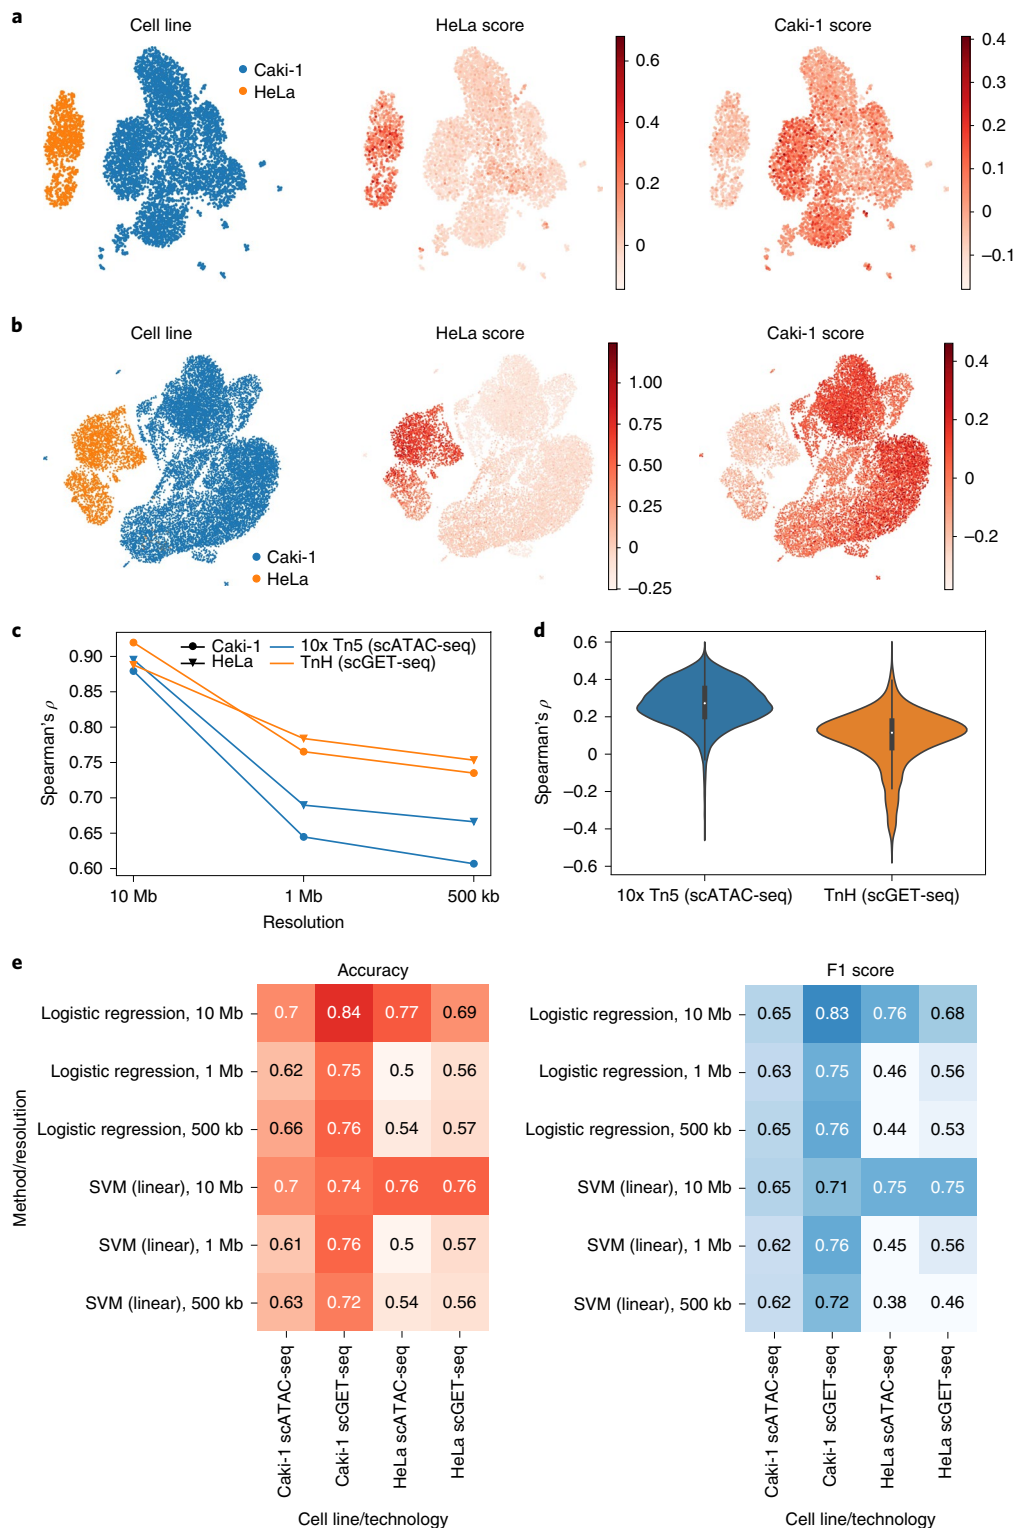 a
Cell line
HeLa score
Caki-1 score
Caki-1
HeLa
0.6
0.4
0.2
0
0.4
0.3
0.2
0.1
0
−0.1
b
Cell line
HeLa score
Caki-1 score
Caki-1
HeLa
1.00
0.75
0.50
0.25
0
−0.25
0.4
0.2
0
−0.2
c
Caki-1
HeLa
10x Tn5 (scATAC-seq)
TnH (scGET-seq)
Spearman's ρ
0.90
0.85
0.80
0.75
0.70
0.65
0.60
10 Mb 1 Mb 500 kb
Resolution
d
Spearman's ρ
0.6
0.4
0.2
0
−0.2
−0.4
−0.6
10x Tn5 (scATAC-seq) TnH (scGET-seq)
e
Accuracy
Method/resolution
Logistic regression, 10 Mb 0.7 0.84 0.77 0.69
Logistic regression, 1 Mb 0.62 0.75 0.5 0.56
Logistic regression, 500 kb 0.66 0.76 0.54 0.57
SVM (linear), 10 Mb 0.7 0.74 0.76 0.76
SVM (linear), 1 Mb 0.61 0.76 0.5 0.57
SVM (linear), 500 kb 0.63 0.72 0.54 0.56
Caki-1 scATAC-seq
Caki-1 scGET-seq
HeLa scATAC-seq
HeLa scGET-seq
Cell line/technology
F1 score
Logistic regression, 10 Mb 0.65 0.83 0.76 0.68
Logistic regression, 1 Mb 0.63 0.75 0.46 0.56
Logistic regression, 500 kb 0.65 0.76 0.44 0.53
SVM (linear), 10 Mb 0.65 0.71 0.75 0.75
SVM (linear), 1 Mb 0.62 0.76 0.45 0.56
SVM (linear), 500 kb 0.62 0.72 0.38 0.46
Caki-1 scATAC-seq
Caki-1 scGET-seq
HeLa scATAC-seq
HeLa scGET-seq
Cell line/technology